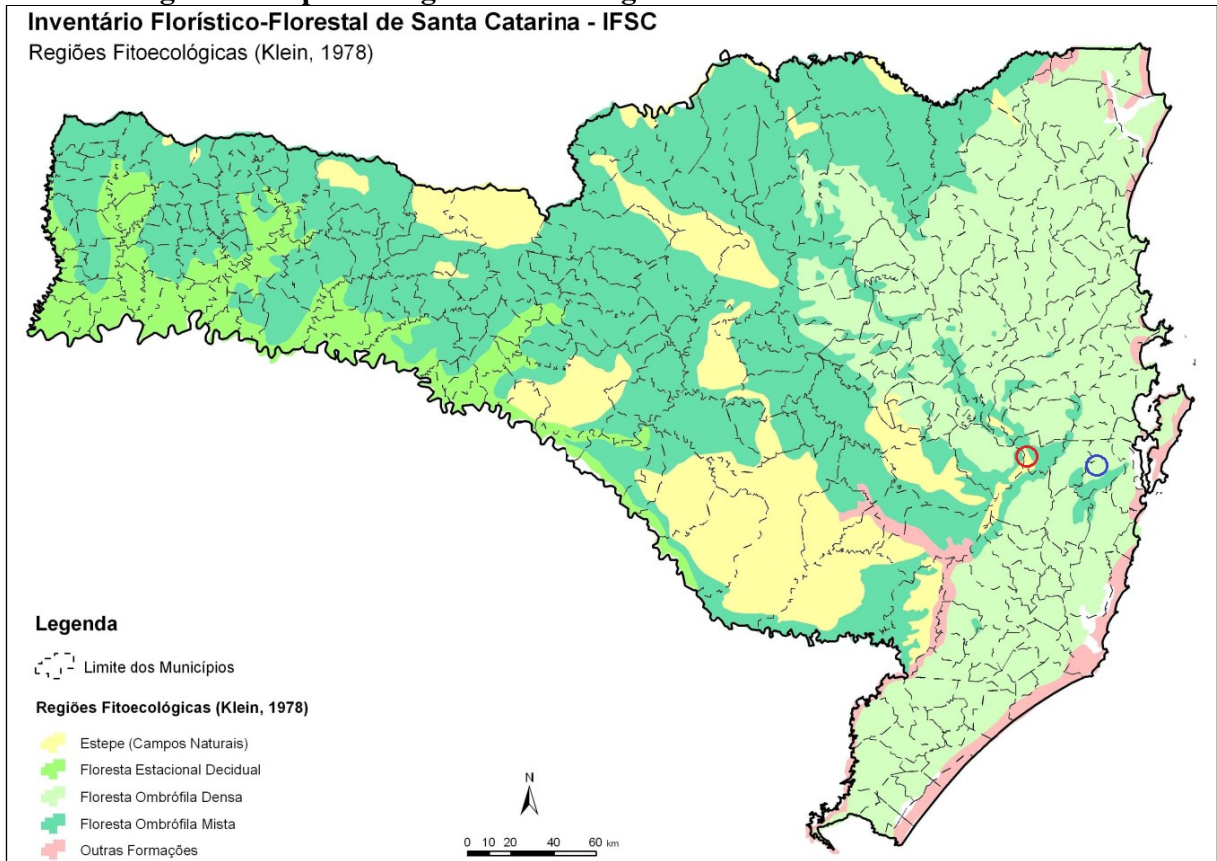 Inventário Florístico-Florestal de Santa Catarina - IFSC
Regiões Fitoecológicas (Klein, 1978)
Legenda
Limite dos Municípios
Regiões Fitoecológicas (Klein, 1978)
Estepe (Campos Naturais)
Floresta Estacional Decidual
Floresta Ombrófila Densa
Floresta Ombrófila Mista
Outras Formações
N
0 10 20 40 60 km